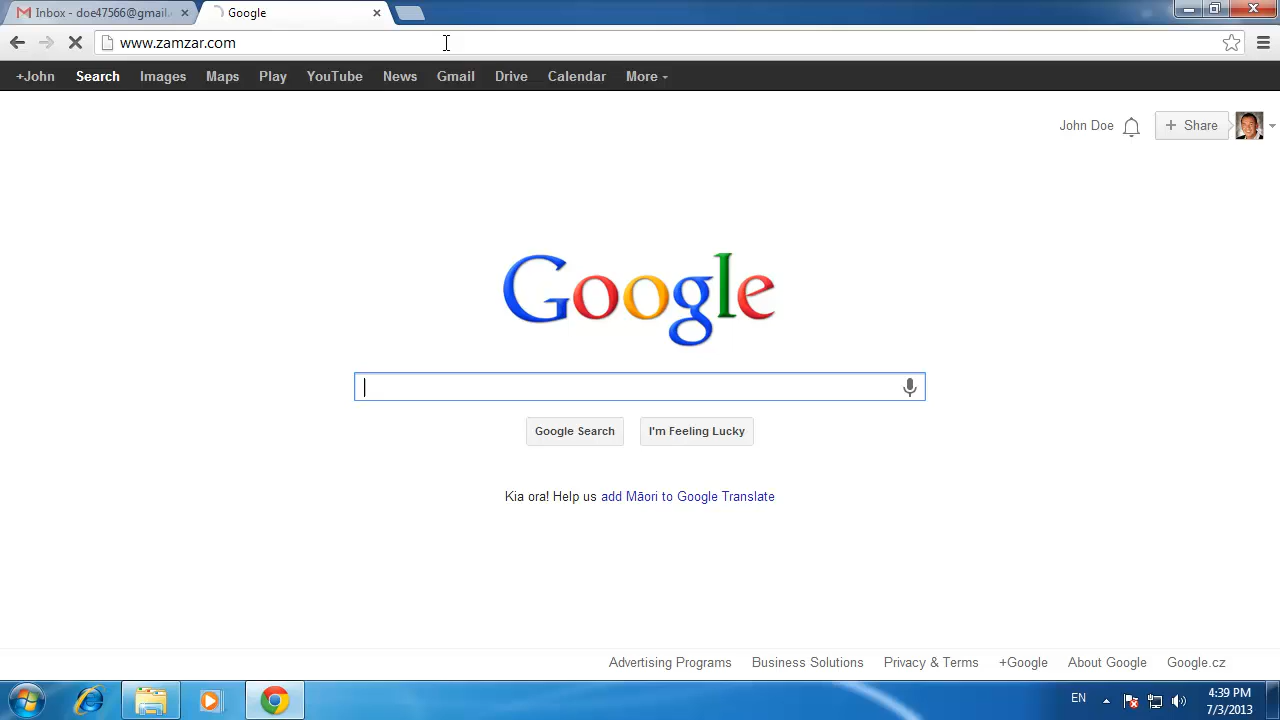 Inbox - doe47566@gmail.
Google
www.zamzar.com
+John Search Images Maps Play YouTube News Gmail Drive Calendar More
John Doe
+ Share
Google
Google Search I'm Feeling Lucky
Kia ora! Help us add Māori to Google Translate
Advertising Programs Business Solutions Privacy & Terms +Google About Google Google.cz
EN
4:39 PM
7/3/2013